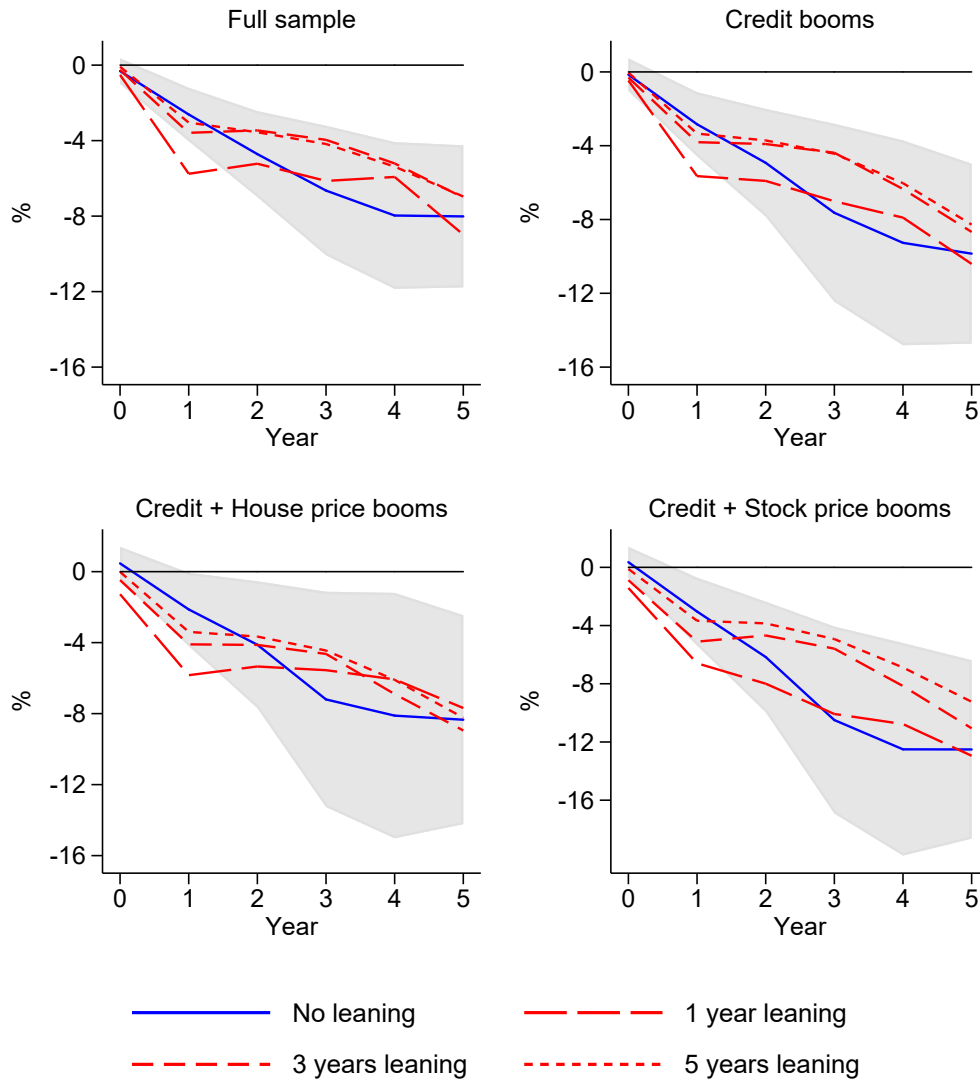 Full sample
0
-4
-8
-12
-16
%
0 1 2 3 4 5
Year
Credit booms
0
-4
-8
-12
-16
%
0 1 2 3 4 5
Year
Credit + House price booms
0
-4
-8
-12
-16
%
0 1 2 3 4 5
Year
Credit + Stock price booms
0
-4
-8
-12
-16
%
0 1 2 3 4 5
Year
No leaning
1 year leaning
3 years leaning
5 years leaning